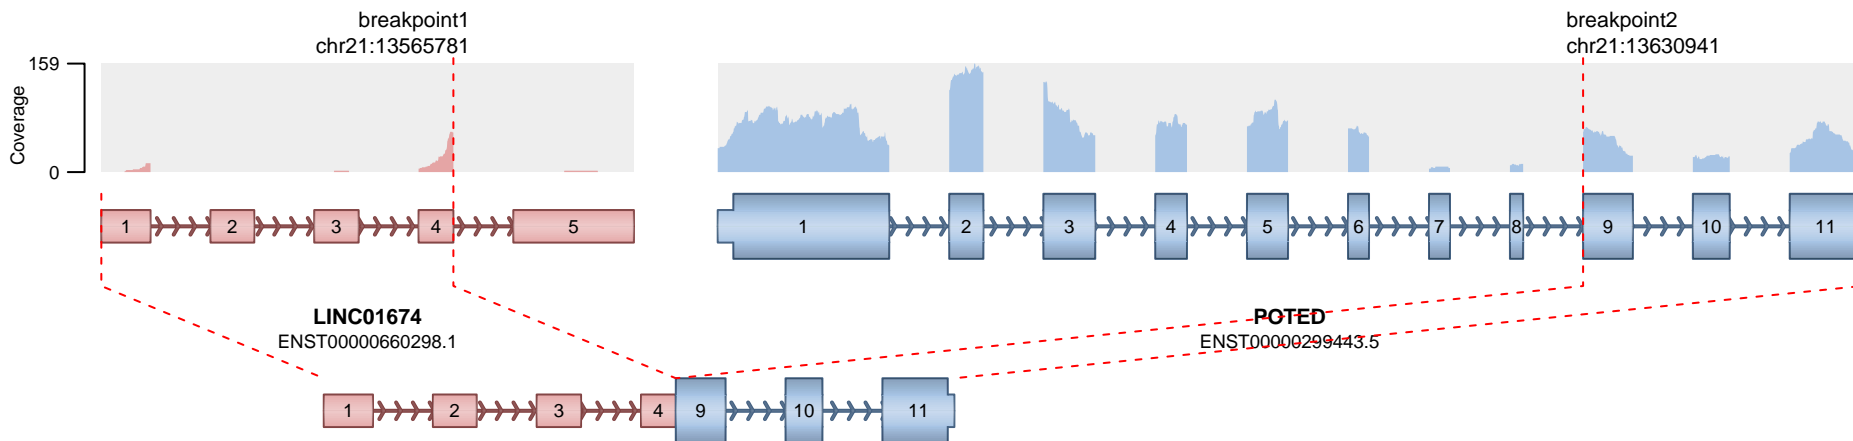 breakpoint1
chr21:13565781
breakpoint2
chr21:13630941
159
0
Coverage
1 2 3 4 5
1 2 3 4 5 6 7 8 9 10 11
LINC01674
ENST00000660298.1
POTED
ENST00000299443.5
1 2 3 4 9 10 11